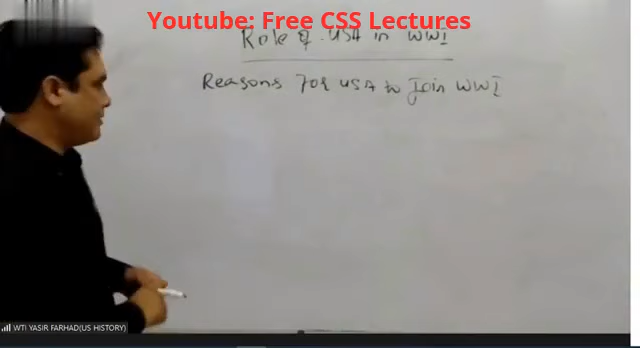 Youtube: Free CSS Lectures
Role of USA in WWI
Reasons for USA to Join WWI
WTI YASIR FARHAD(US HISTORY)